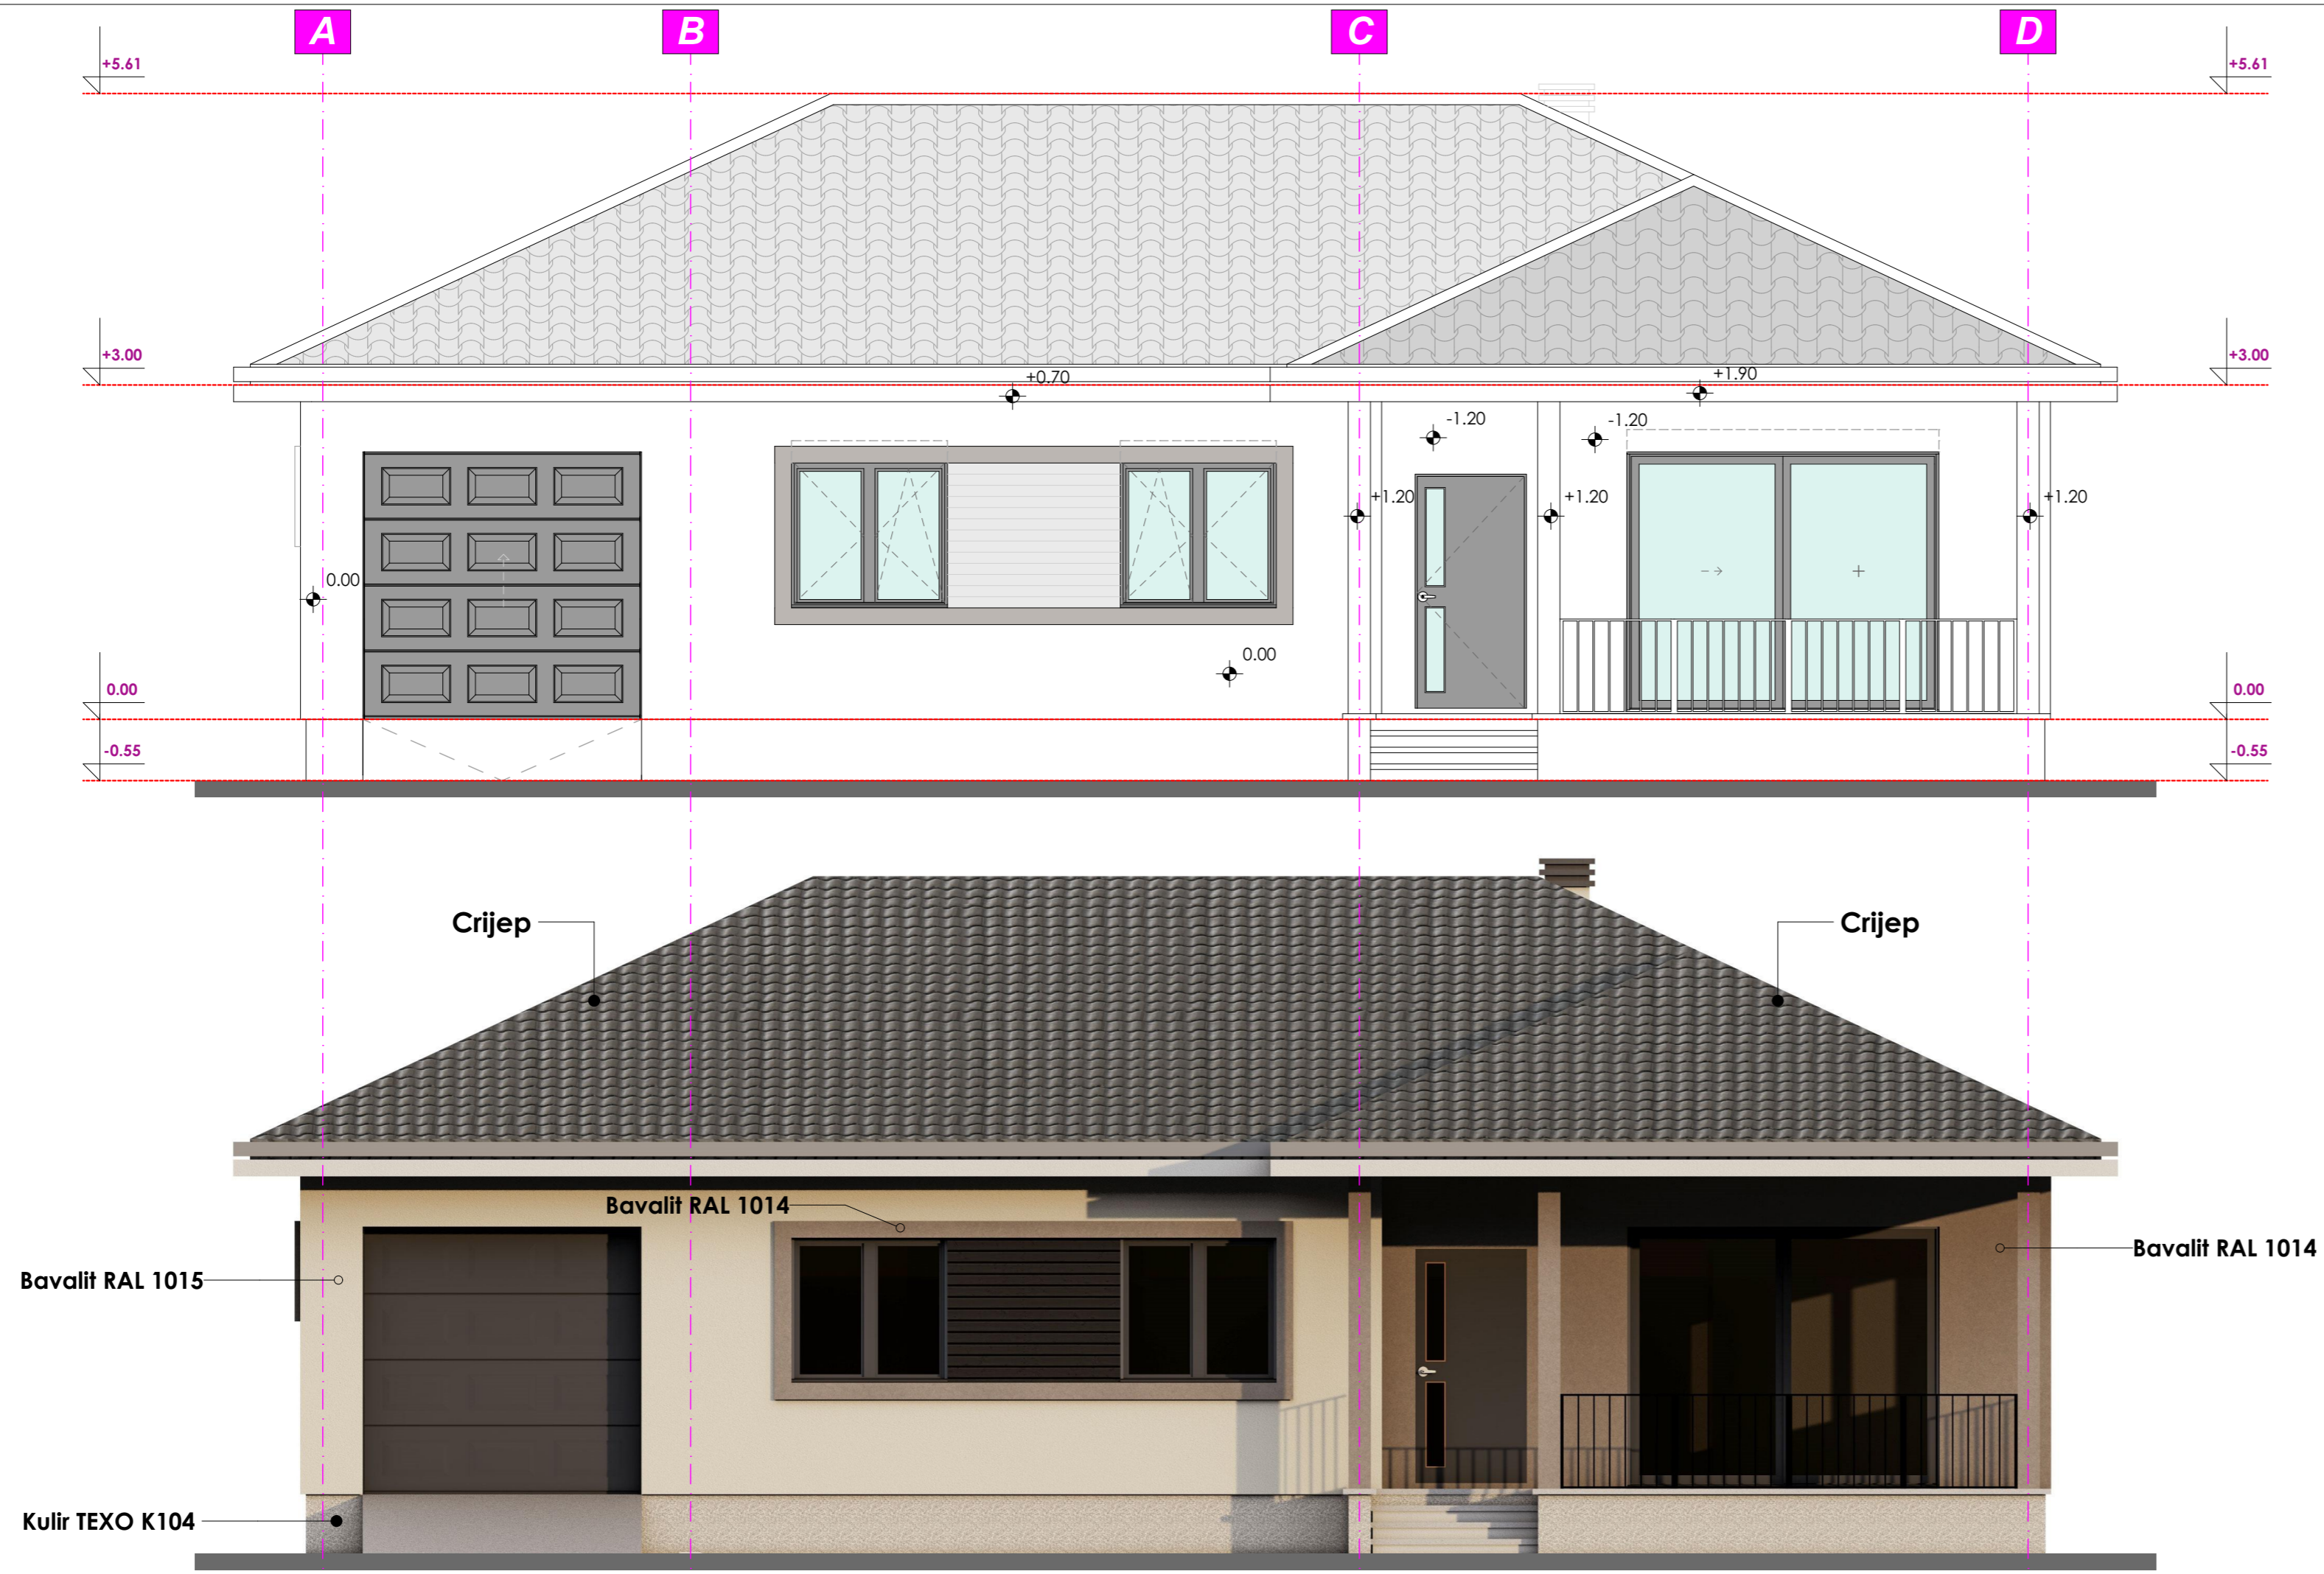 A B C D
+5.61 +5.61
+3.00 +3.00
+0.70 +1.90
-1.20 -1.20
+1.20 +1.20 +1.20
0.00
0.00
0.00 0.00
-0.55 -0.55
Crijep Crijep
Bavalit RAL 1014
Bavalit RAL 1014
Bavalit RAL 1015
Kulir TEXO K104